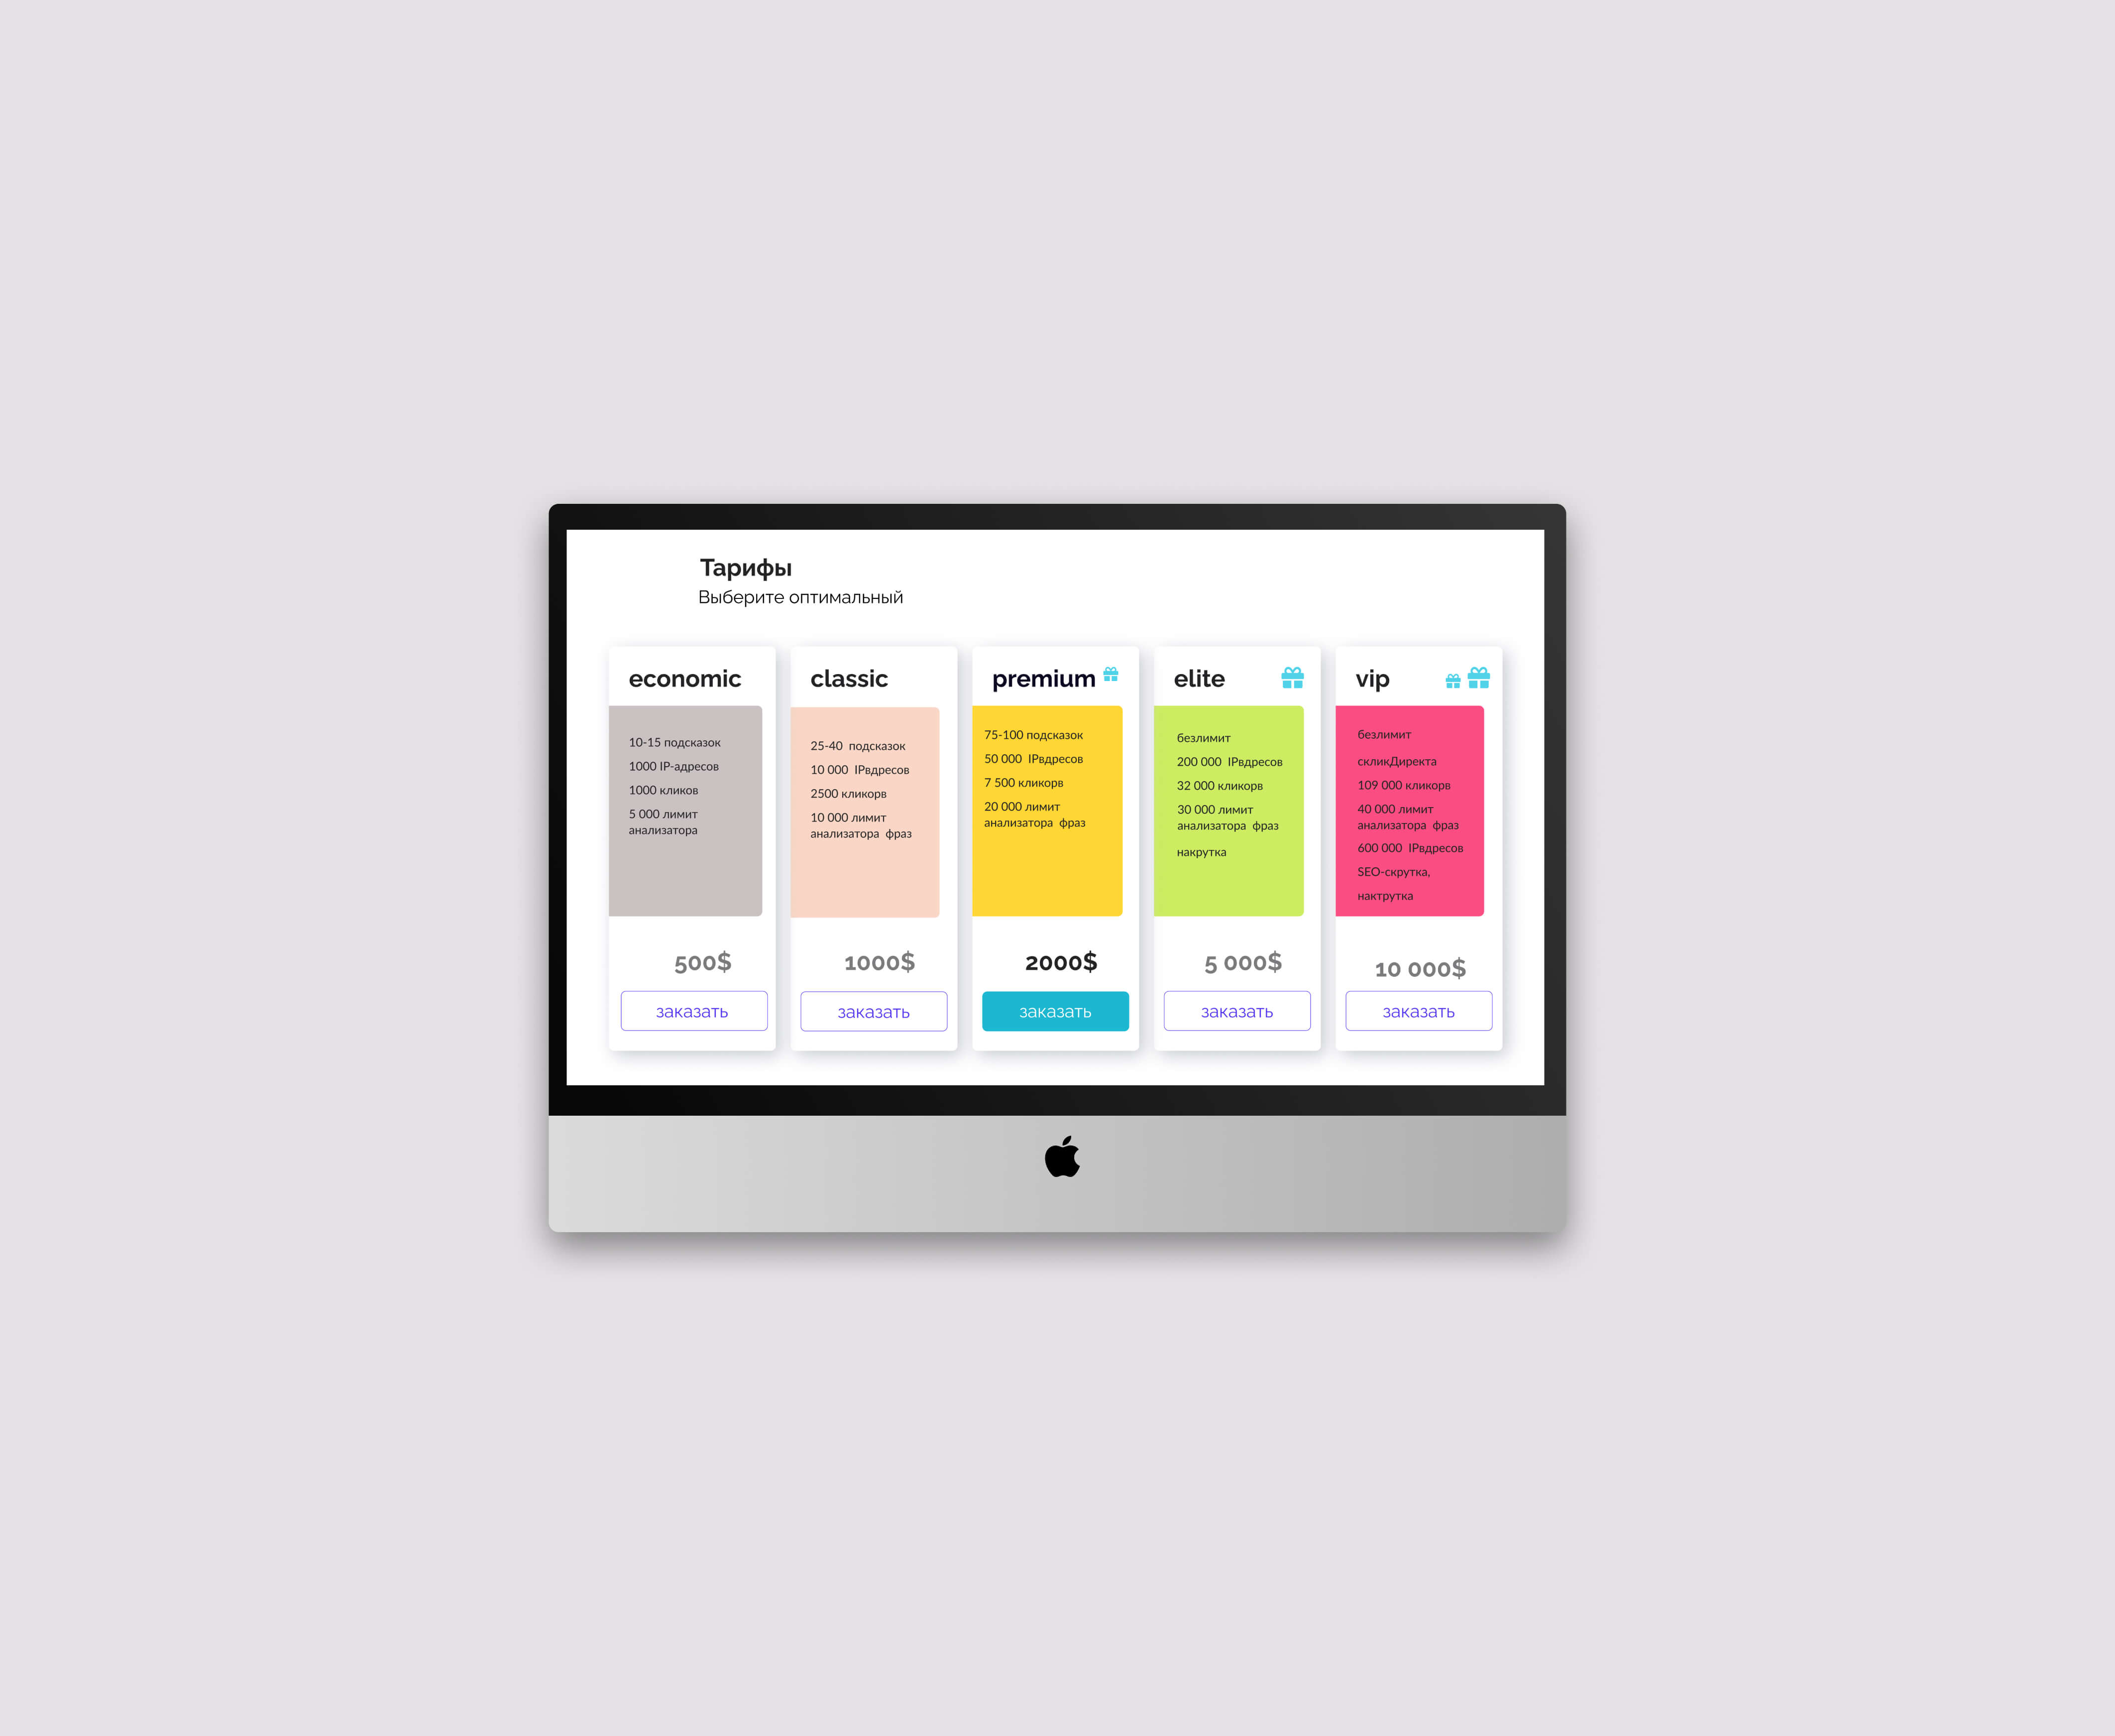 Тарифы
Выберите оптимальный
economic
10-15 подсказок
1000 IP-адресов
1000 кликов
5 000 лимит
анализатора
500$
заказать
classic
25-40 подсказок
10 000 IPвдресов
2500 кликорв
10 000 лимит
анализатора фраз
1000$
заказать
premium
75-100 подсказок
50 000 IPвдресов
7 500 кликорв
20 000 лимит
анализатора фраз
2000$
заказать
elite
безлимит
200 000 IPвдресов
32 000 кликорв
30 000 лимит
анализатора фраз
накрутка
5 000$
заказать
vip
безлимит
скликДиректа
109 000 кликорв
40 000 лимит
анализатора фраз
600 000 IPвдресов
SEO-скрутка,
нактрутка
10 000$
заказать